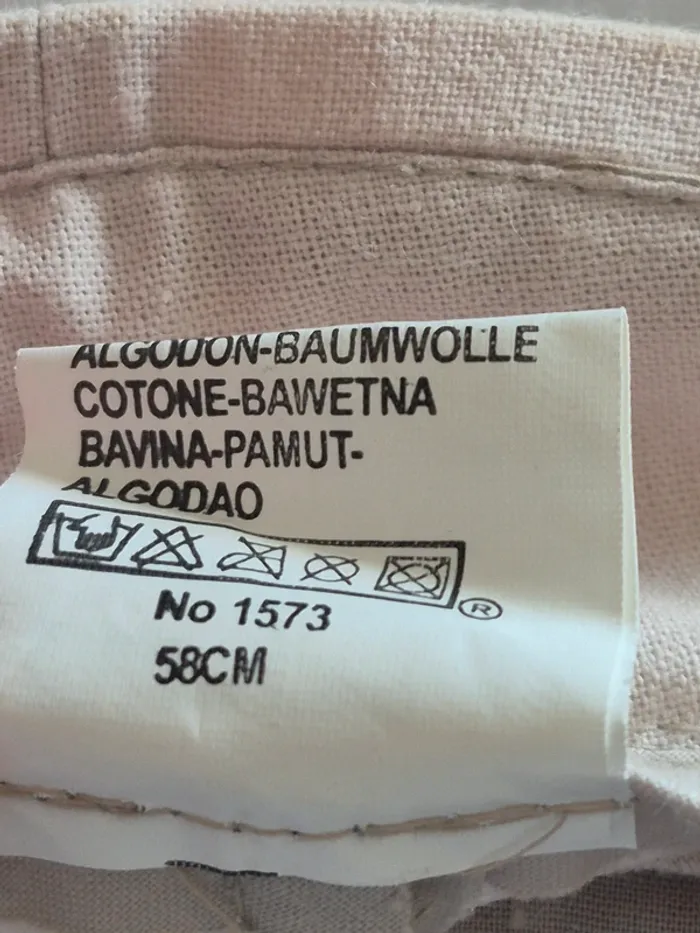 ALGODON-BAUMWOLLE
COTONE-BAWETNA
BAVINA-PAMUT-
ALGODAO
®
No 1573
58CM